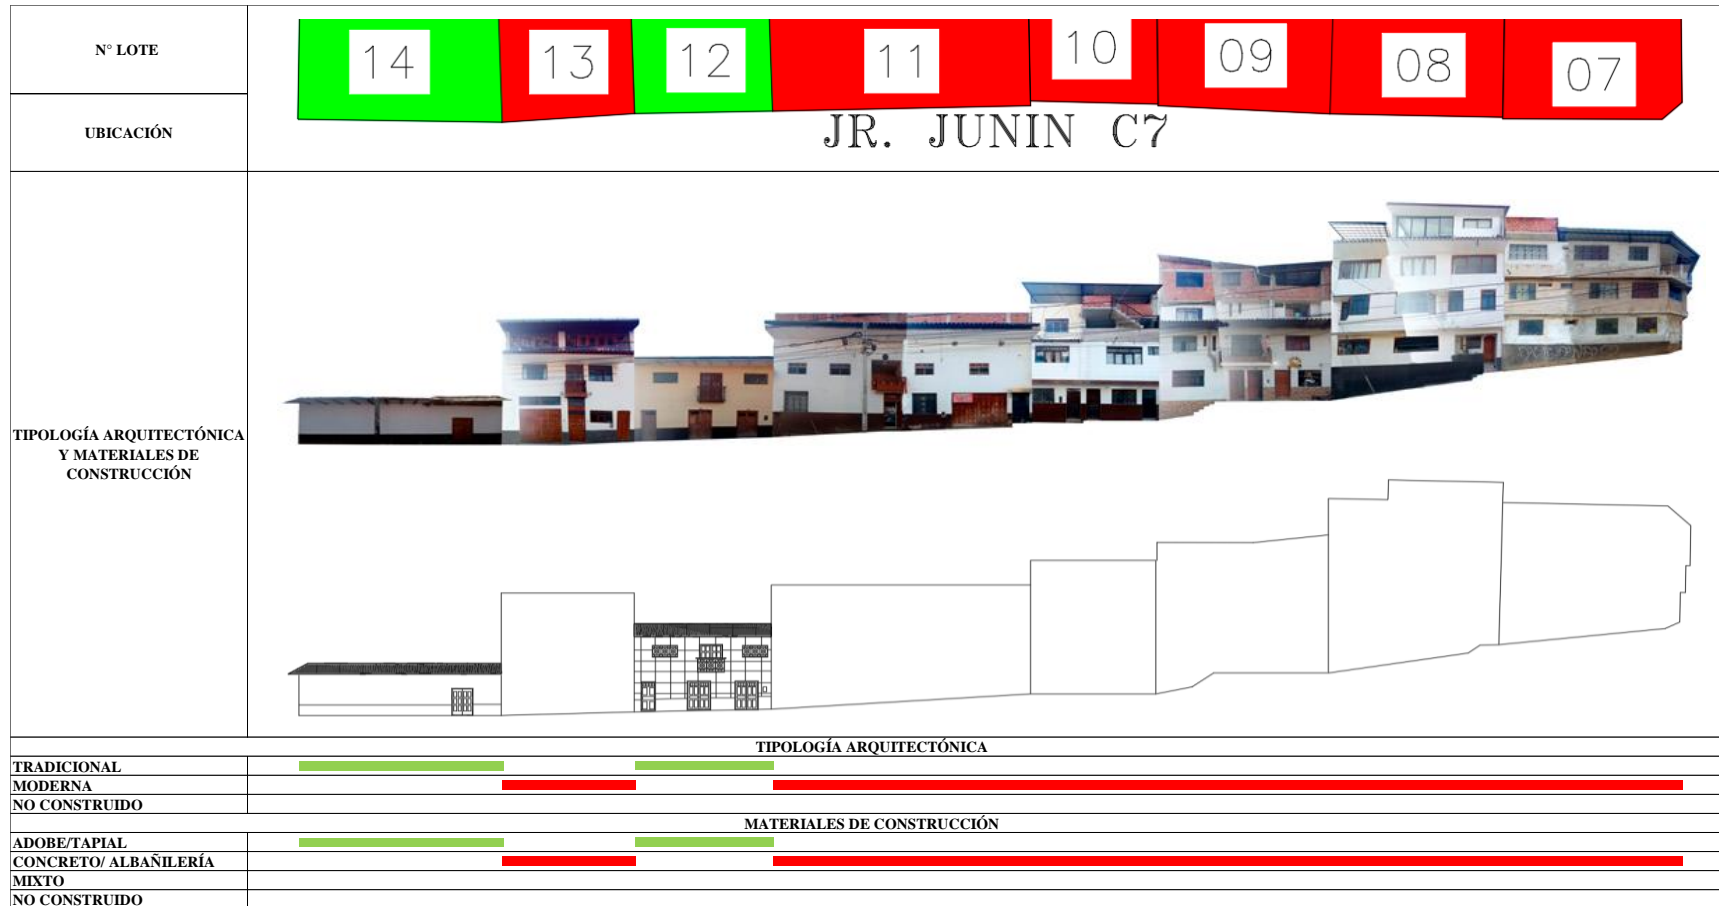 N° LOTE
14 13 12 11 10 09 08 07
UBICACIÓN
JR. JUNIN C7
TIPOLOGÍA ARQUITECTÓNICA
Y MATERIALES DE
CONSTRUCCIÓN
TIPOLOGÍA ARQUITECTÓNICA
TRADICIONAL
MODERNA
NO CONSTRUIDO
MATERIALES DE CONSTRUCCIÓN
ADOBE/TAPIAL
CONCRETO/ ALBAÑILERÍA
MIXTO
NO CONSTRUIDO